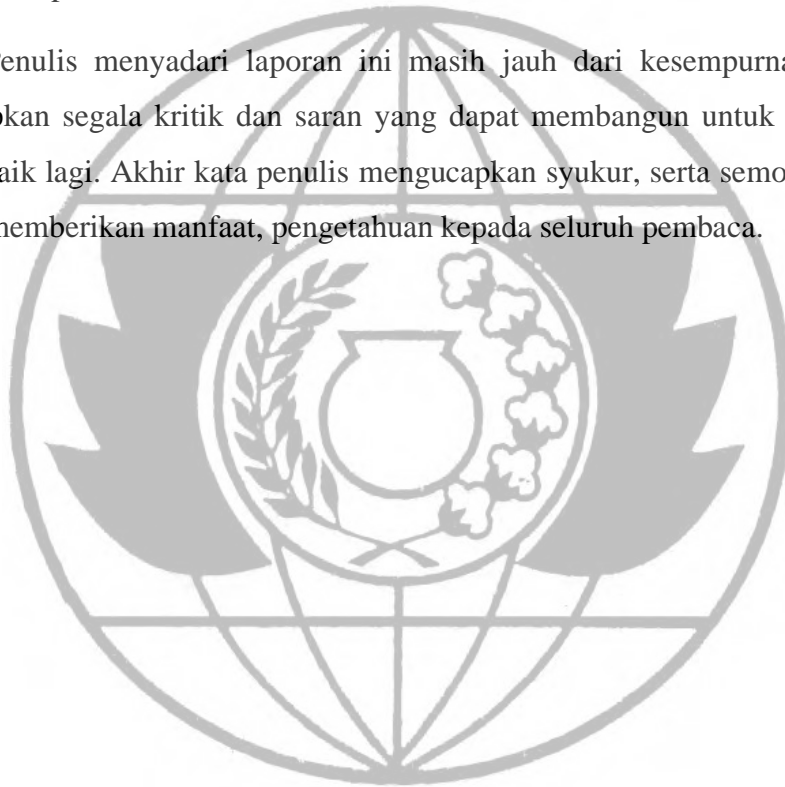 Penulis menyadari laporan ini masih jauh dari
segala kritik dan saran yang dapat membangun untuk
lagi. Akhir kata penulis mengucapkan syukur, serta
memberikan manfaat, pengetahuan kepada seluruh pembaca.